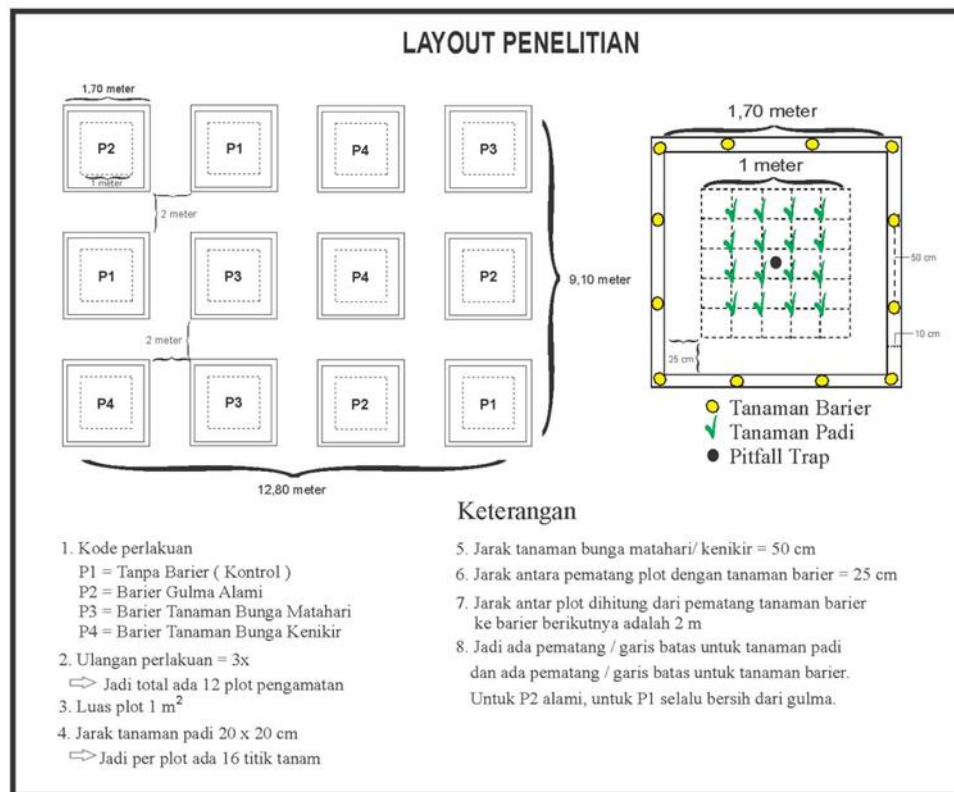 LAYOUT PENELITIAN
1,70 meter
P2
P1
P4
P3
1 meter
2 meter
P1
P3
P4
P2
2 meter
P4
P3
P2
P1
9,10 meter
12,80 meter
1,70 meter
1 meter
50 cm
10 cm
25 cm
Tanaman Barier
Tanaman Padi
Pitfall Trap
1. Kode perlakuan
P1 = Tanpa Barier ( Kontrol )
P2 = Barier Gulma Alami
P3 = Barier Tanaman Bunga Matahari
P4 = Barier Tanaman Bunga Kenikir
2. Ulangan perlakuan = 3x
⇨ Jadi total ada 12 plot pengamatan
3. Luas plot 1 m²
4. Jarak tanaman padi 20 x 20 cm
⇨ Jadi per plot ada 16 titik tanam
Keterangan
5. Jarak tanaman bunga matahari/ kenikir = 50 cm
6. Jarak antara pematang plot dengan tanaman barier = 25 cm
7. Jarak antar plot dihitung dari pematang tanaman barier
ke barier berikutnya adalah 2 m
8. Jadi ada pematang / garis batas untuk tanaman padi
dan ada pematang / garis batas untuk tanaman barier.
Untuk P2 alami, untuk P1 selalu bersih dari gulma.